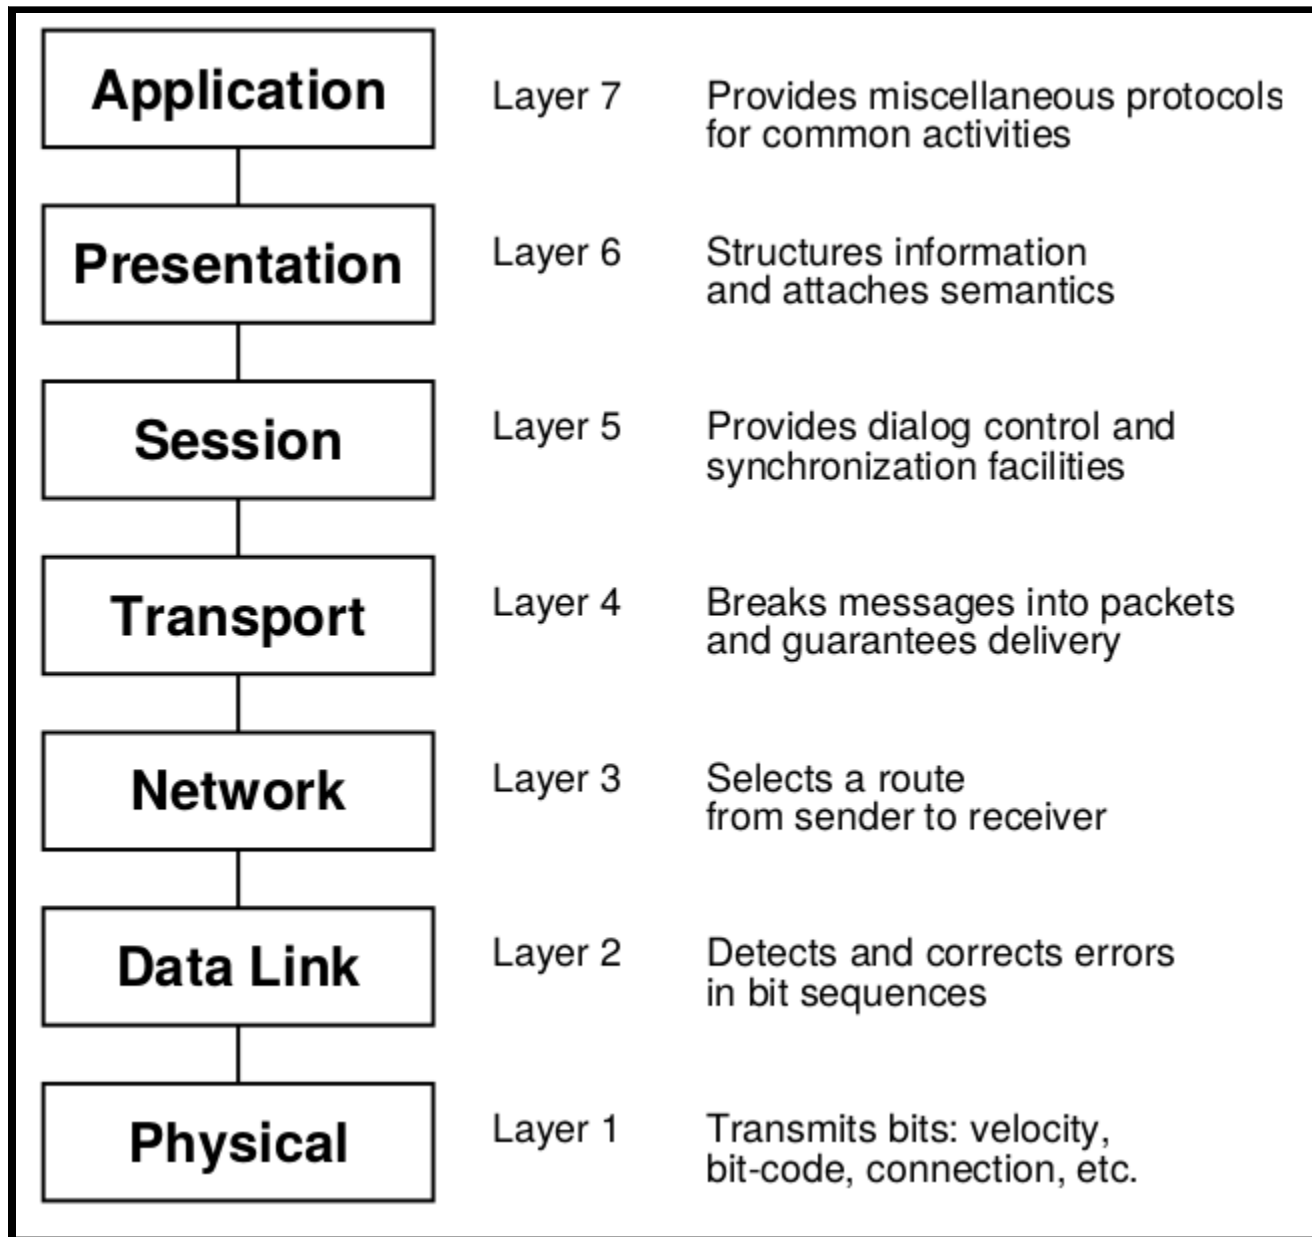 Application
Layer 7
Provides miscellaneous protocols
for common activities
Presentation
Layer 6
Structures information
and attaches semantics
Session
Layer 5
Provides dialog control and
synchronization facilities
Transport
Layer 4
Breaks messages into packets
and guarantees delivery
Network
Layer 3
Selects a route
from sender to receiver
Data Link
Layer 2
Detects and corrects errors
in bit sequences
Physical
Layer 1
Transmits bits: velocity,
bit-code, connection, etc.